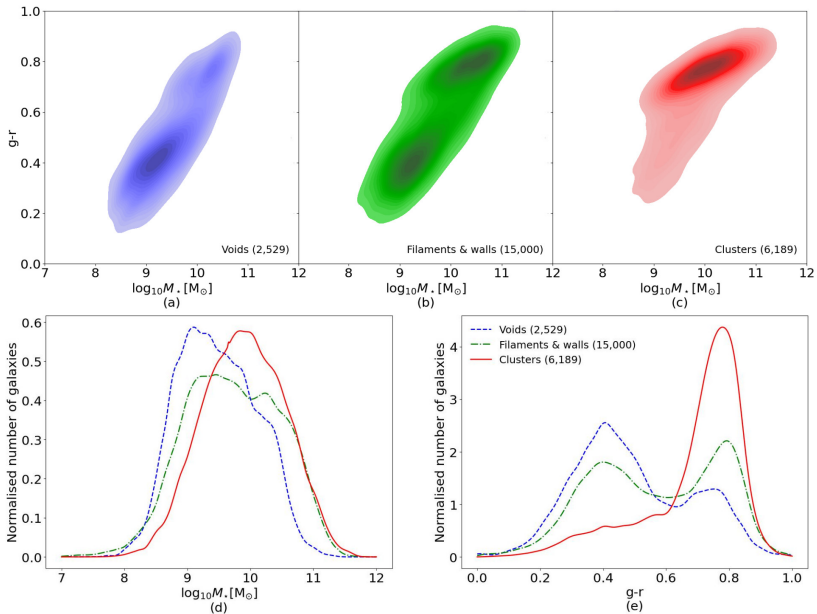 1.0
0.8
0.6
0.4
0.2
0.0
g-r
Voids (2,529)
Filaments & walls (15,000)
Clusters (6,189)
7 8 9 10 11 12 8 9 10 11 12 8 9 10 11 12
log₁₀M⋆[M⊙] log₁₀M⋆[M⊙] log₁₀M⋆[M⊙]
(a) (b) (c)
Normalised number of galaxies
0.6
0.5
0.4
0.3
0.2
0.1
0.0
7 8 9 10 11 12
log₁₀M⋆[M⊙]
(d)
Normalised number of galaxies
4
3
2
1
0
Voids (2,529)
Filaments & walls (15,000)
Clusters (6,189)
0.0 0.2 0.4 0.6 0.8 1.0
g-r
(e)